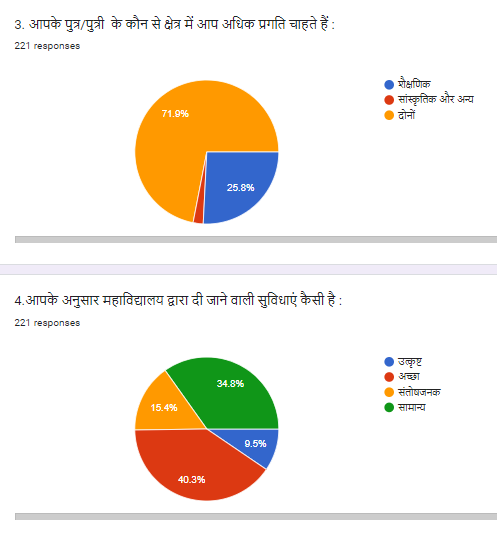 3. आपके पुत्र/पुत्री के कौन से क्षेत्र में आप अधिक प्रगति चाहते हैं :
221 responses
71.9%
25.8%
शैक्षणिक
सांस्कृतिक और अन्य
दोनों
4.आपके अनुसार महाविद्यालय द्वारा दी जाने वाली सुविधाएं कैसी है :
221 responses
34.8%
15.4%
9.5%
40.3%
उत्कृष्ट
अच्छा
संतोषजनक
सामान्य